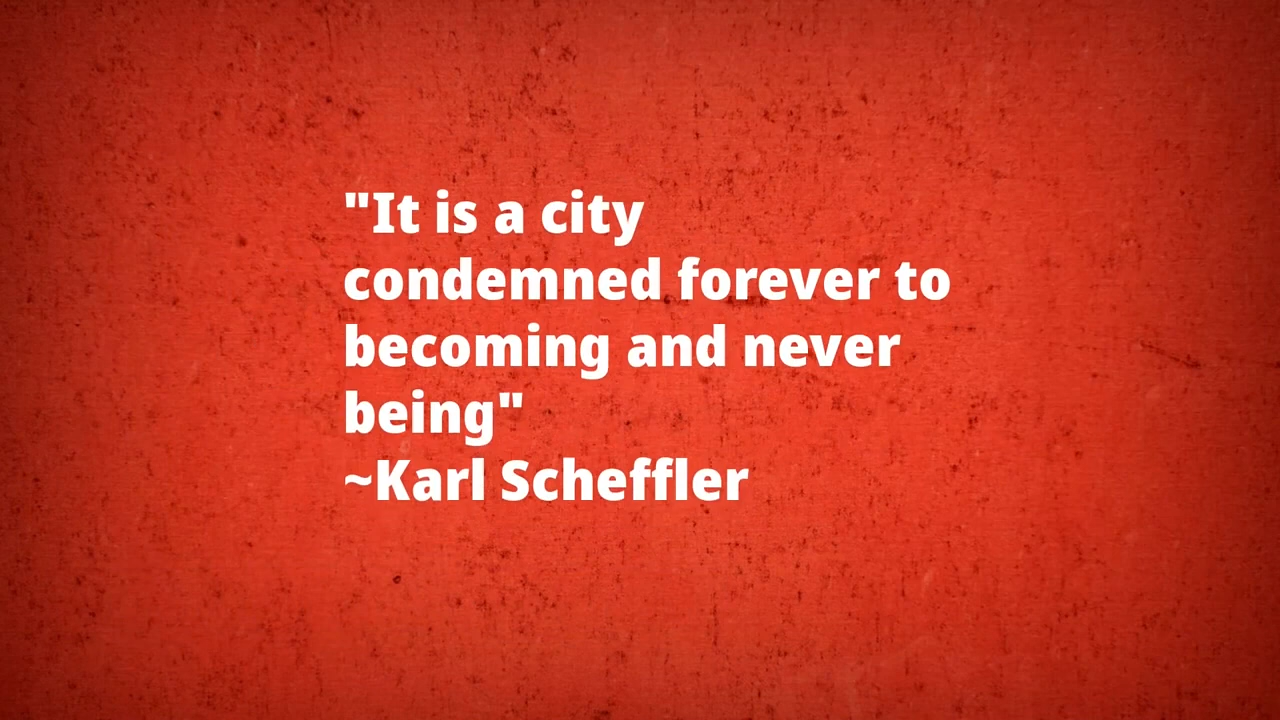 "It is a city
condemned forever to
becoming and never
being"
~Karl Scheffler